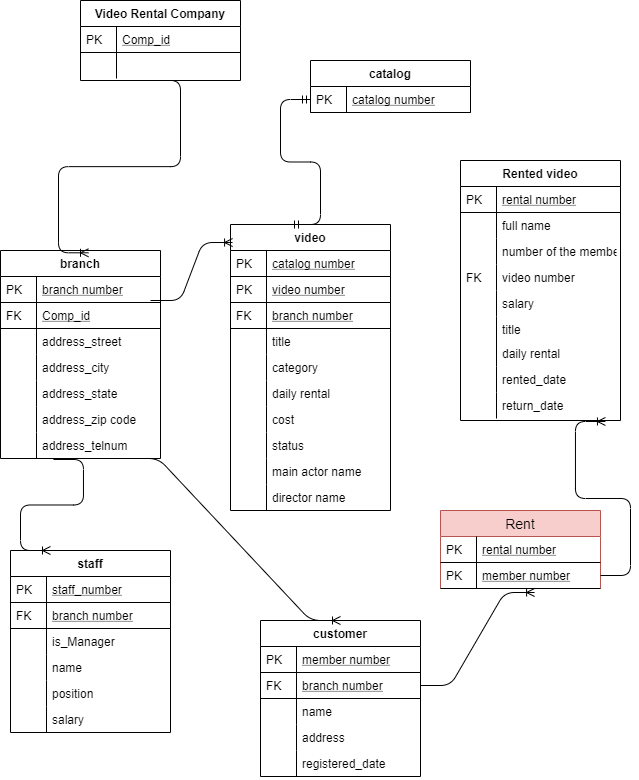 Video Rental Company
PK Comp_id
catalog
PK catalog number
Rented video
PK rental number
full name
number of the membe
FK video number
salary
title
daily rental
rented_date
return_date
branch
PK branch number
FK Comp_id
address_street
address_city
address_state
address_zip code
address_telnum
video
PK catalog number
PK video number
FK branch number
title
category
daily rental
cost
status
main actor name
director name
Rent
PK rental number
PK member number
staff
PK staff_number
FK branch number
is_Manager
name
position
salary
customer
PK member number
FK branch number
name
address
registered_date